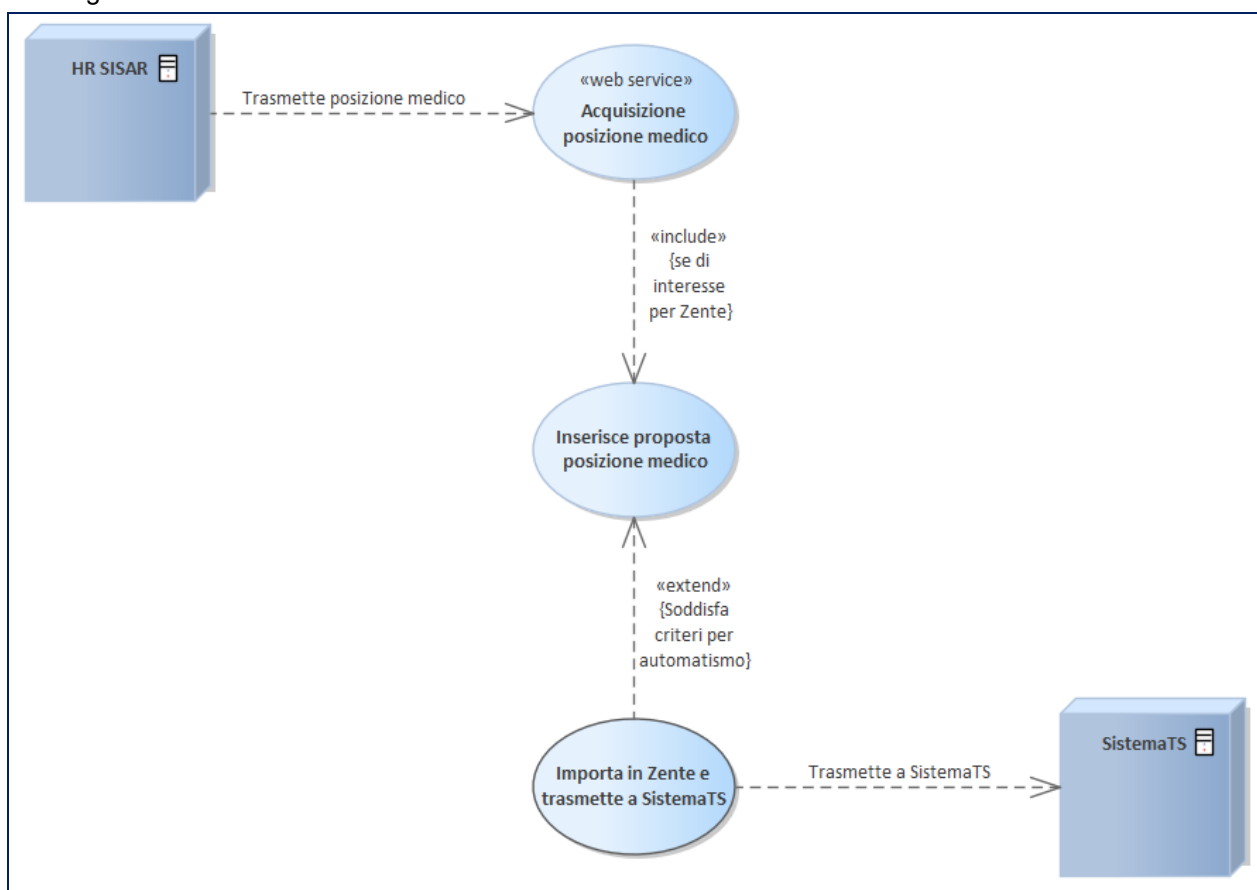 HR SISAR
Trasmette posizione medico
«web service»
Acquisizione
posizione medico
«include»
{se di
interesse
per Zente}
Inserisce proposta
posizione medico
«extend»
{Soddisfa
criteri per
automatismo}
Importa in Zente e
trasmette a SistemaTS
Trasmette a SistemaTS
SistemaTS